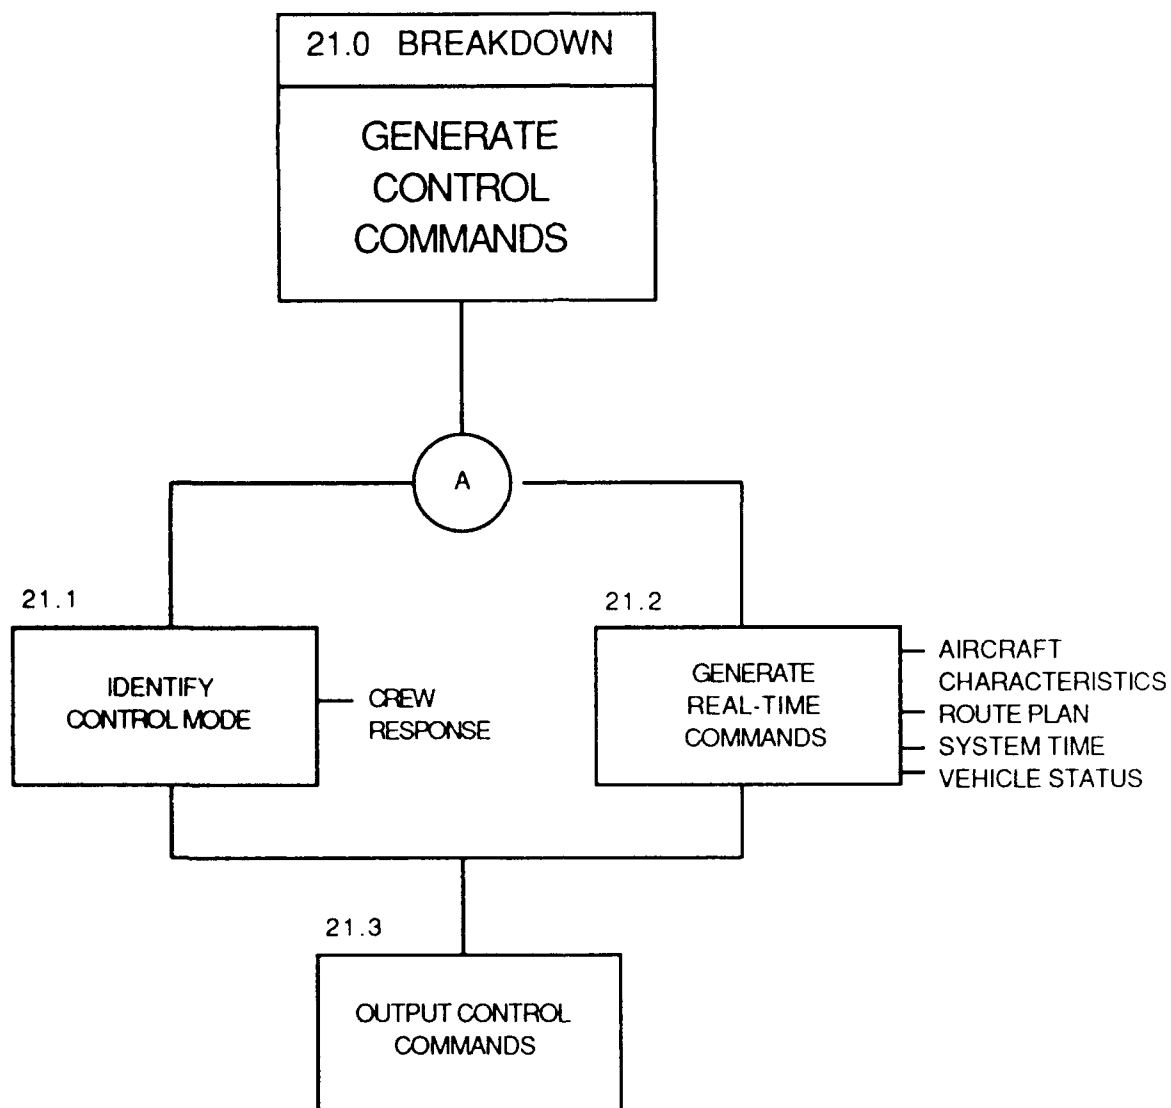 21.0 BREAKDOWN
GENERATE
CONTROL
COMMANDS
A
21.1
IDENTIFY
CONTROL MODE
CREW
RESPONSE
21.2
GENERATE
REAL-TIME
COMMANDS
AIRCRAFT
CHARACTERISTICS
ROUTE PLAN
SYSTEM TIME
VEHICLE STATUS
21.3
OUTPUT CONTROL
COMMANDS